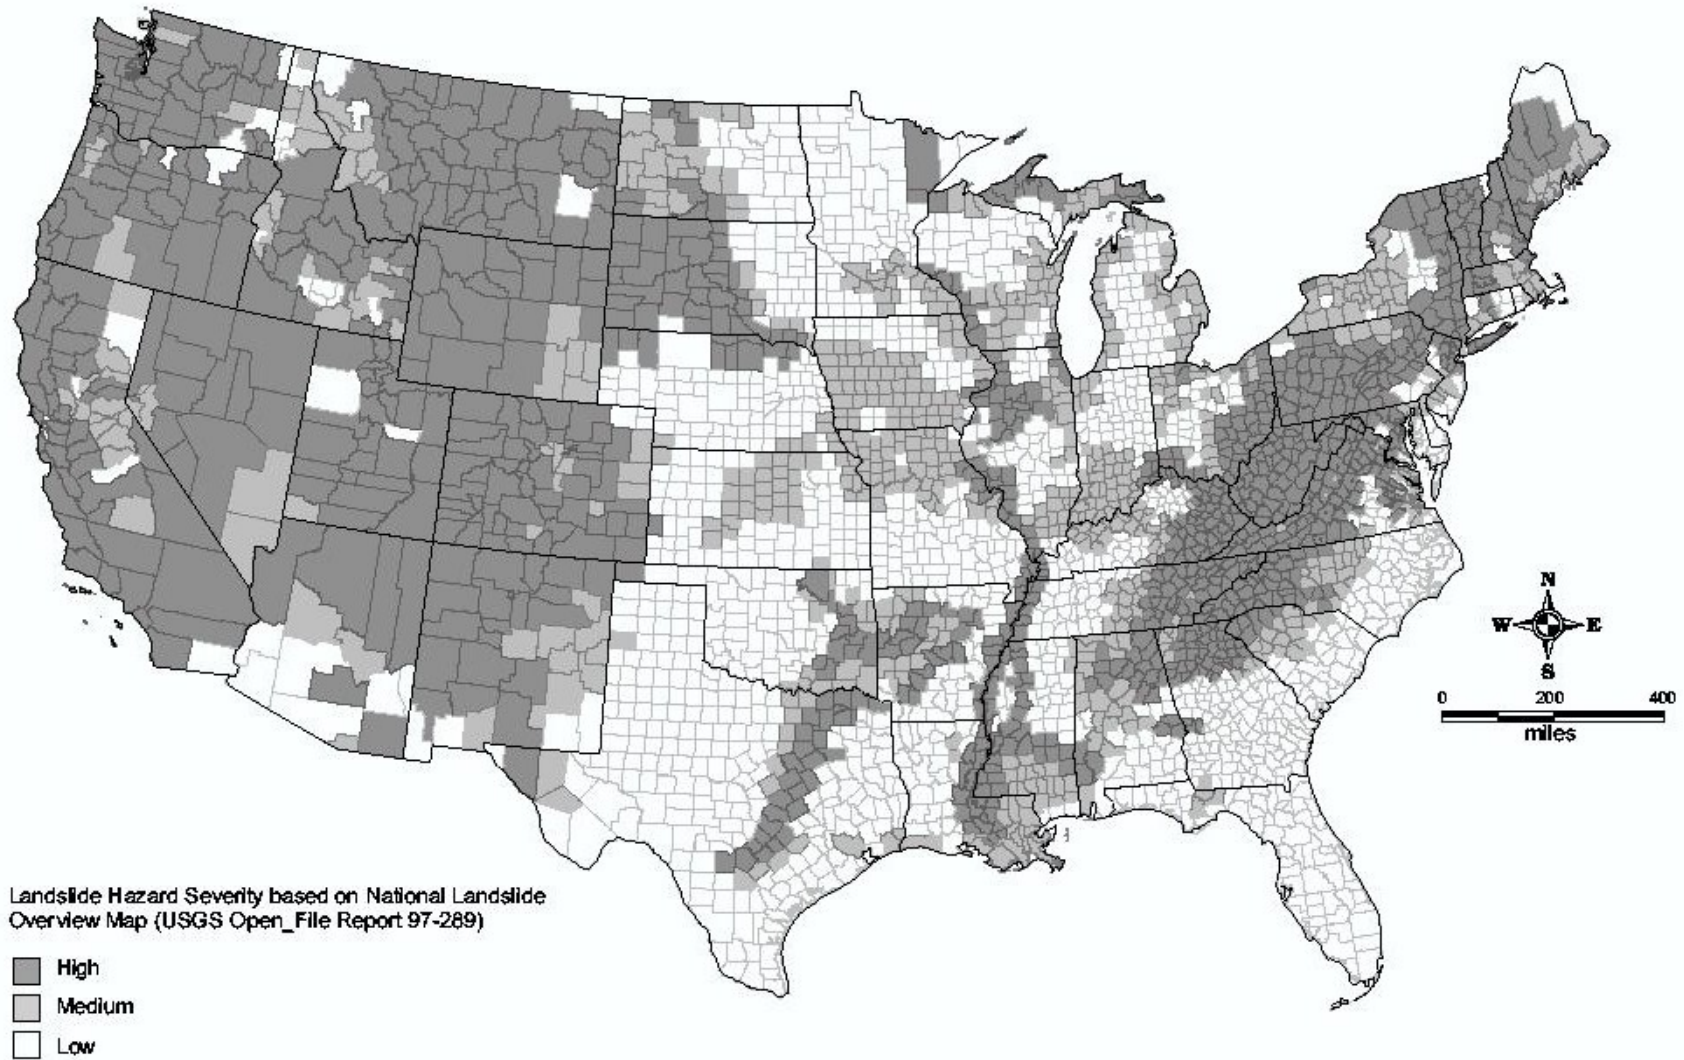 N
W E
S
0 200 400
miles
Landslide Hazard Severity based on National Landslide
Overview Map (USGS Open_File Report 97-289)
High
Medium
Low